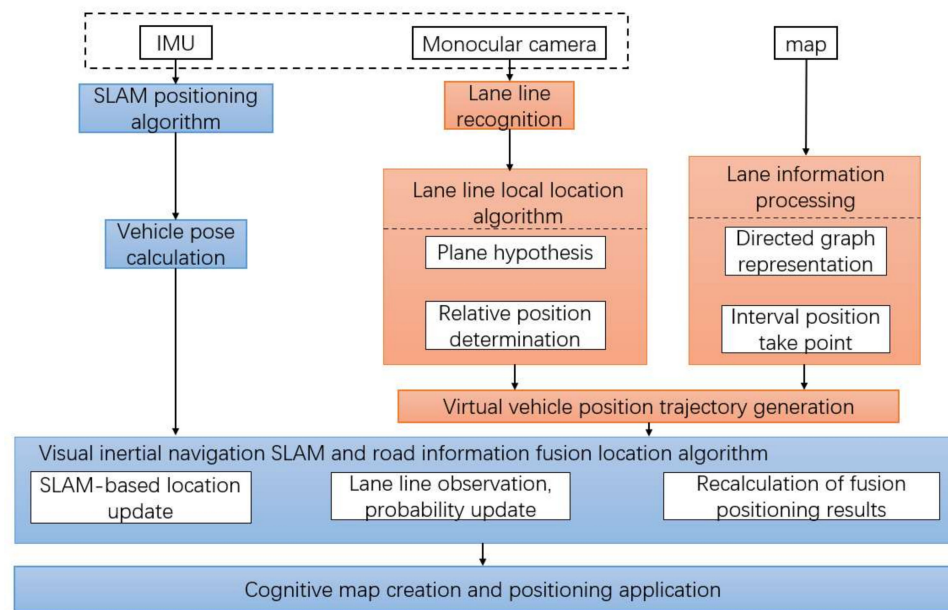 IMU
Monocular camera
map
SLAM positioning
algorithm
Lane line
recognition
Vehicle pose
calculation
Lane line local location
algorithm
Plane hypothesis
Relative position
determination
Lane information
processing
Directed graph
representation
Interval position
take point
Virtual vehicle position trajectory generation
Visual inertial navigation SLAM and road information fusion location algorithm
SLAM-based location
update
Lane line observation,
probability update
Recalculation of fusion
positioning results
Cognitive map creation and positioning application